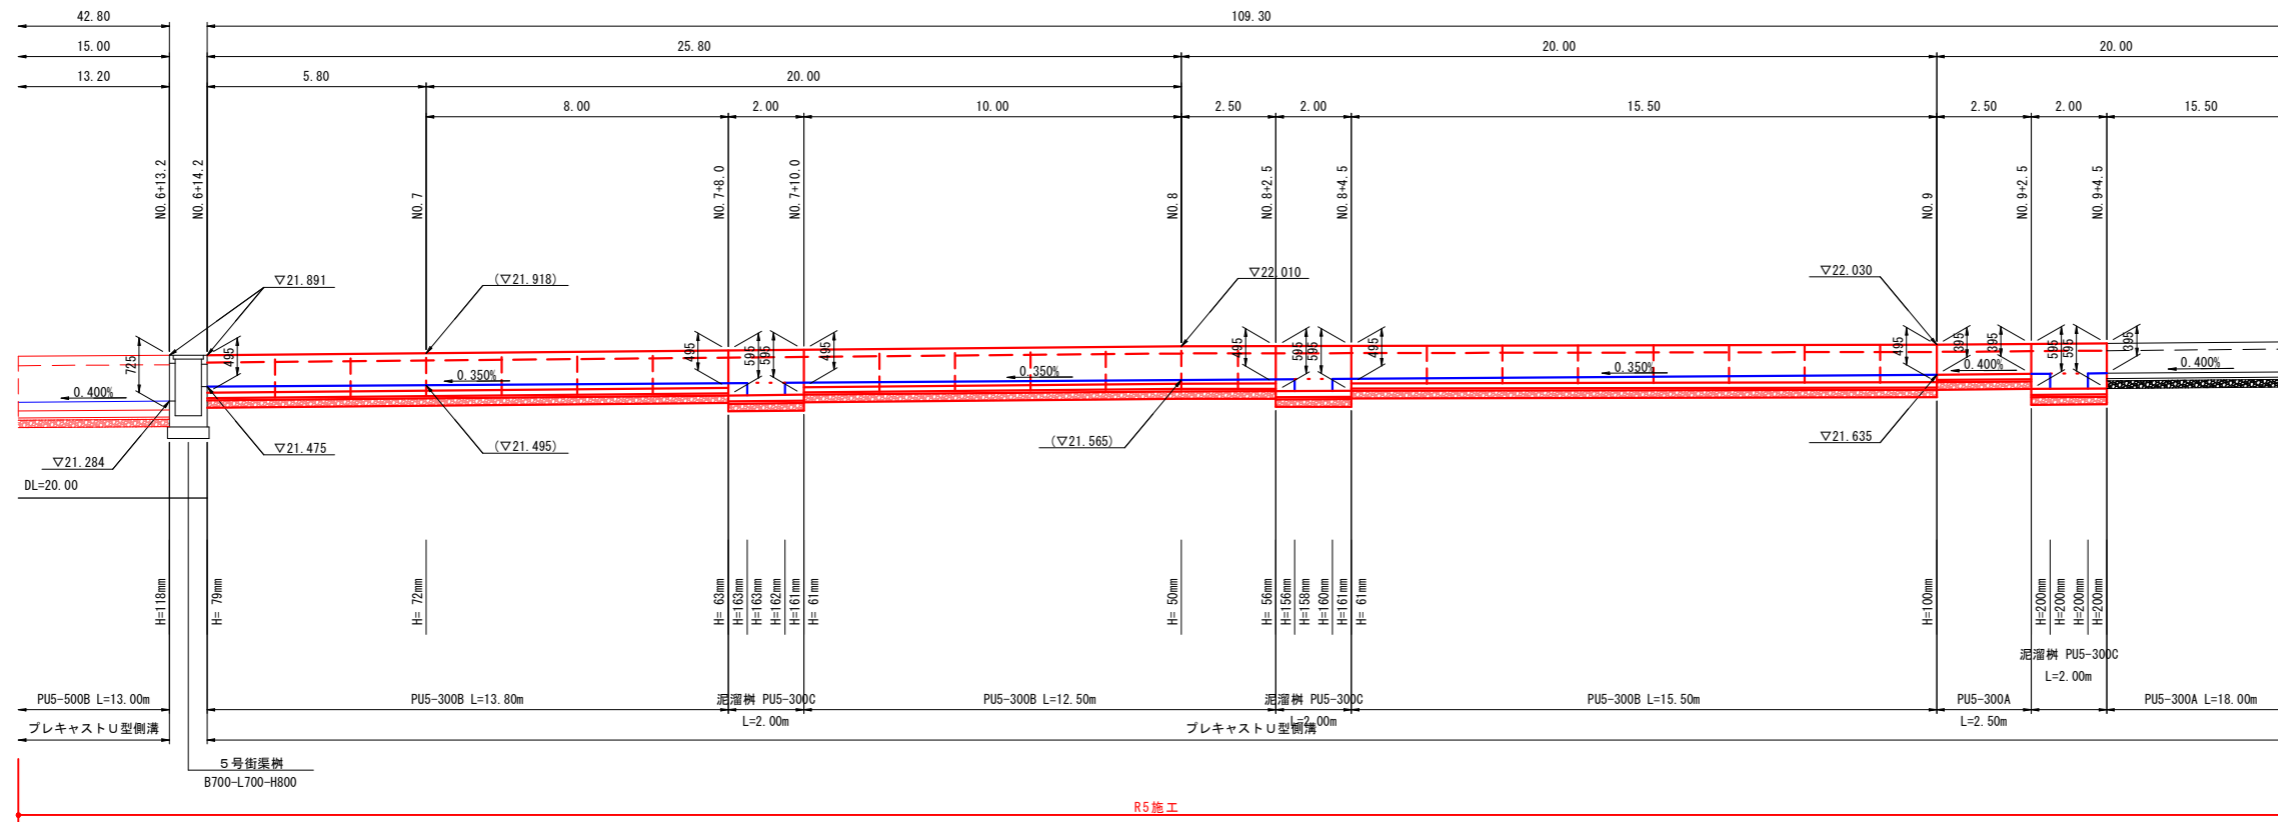 42.80
109.30
15.00
25.80
20.00
20.00
13.20
5.80
20.00
8.00
2.00
10.00
2.50
2.00
15.50
2.50
2.00
15.50
NO.6+13.2
NO.6+14.2
NO.7
NO.7+8.0
NO.7+10.0
NO.8
NO.8+2.5
NO.8+4.5
NO.9
NO.9+2.5
NO.9+4.5
▽21.891
(▽21.918)
▽22.010
▽22.030
725
495
495
595
595
495
495
595
595
495
495
395
395
595
595
395
0.400%
0.350%
0.350%
0.350%
0.400%
0.400%
▽21.284
▽21.475
(▽21.495)
(▽21.565)
▽21.635
DL=20.00
H=118mm
H= 79mm
H= 72mm
H= 63mm
H=163mm
H=163mm
H=162mm
H=161mm
H= 61mm
H= 50mm
H= 56mm
H=156mm
H=158mm
H=160mm
H=161mm
H= 61mm
H=100mm
H=200mm
H=200mm
H=200mm
H=200mm
泥溜桝 PU5-300C
L=2.00m
PU5-500B L=13.00m
PU5-300B L=13.80m
泥溜桝 PU5-300C
L=2.00m
PU5-300B L=12.50m
泥溜桝 PU5-300C
L=2.00m
PU5-300B L=15.50m
PU5-300A
L=2.50m
PU5-300A L=18.00m
プレキャストU型側溝
プレキャストU型側溝
5号街渠桝
B700-L700-H800
R5施工